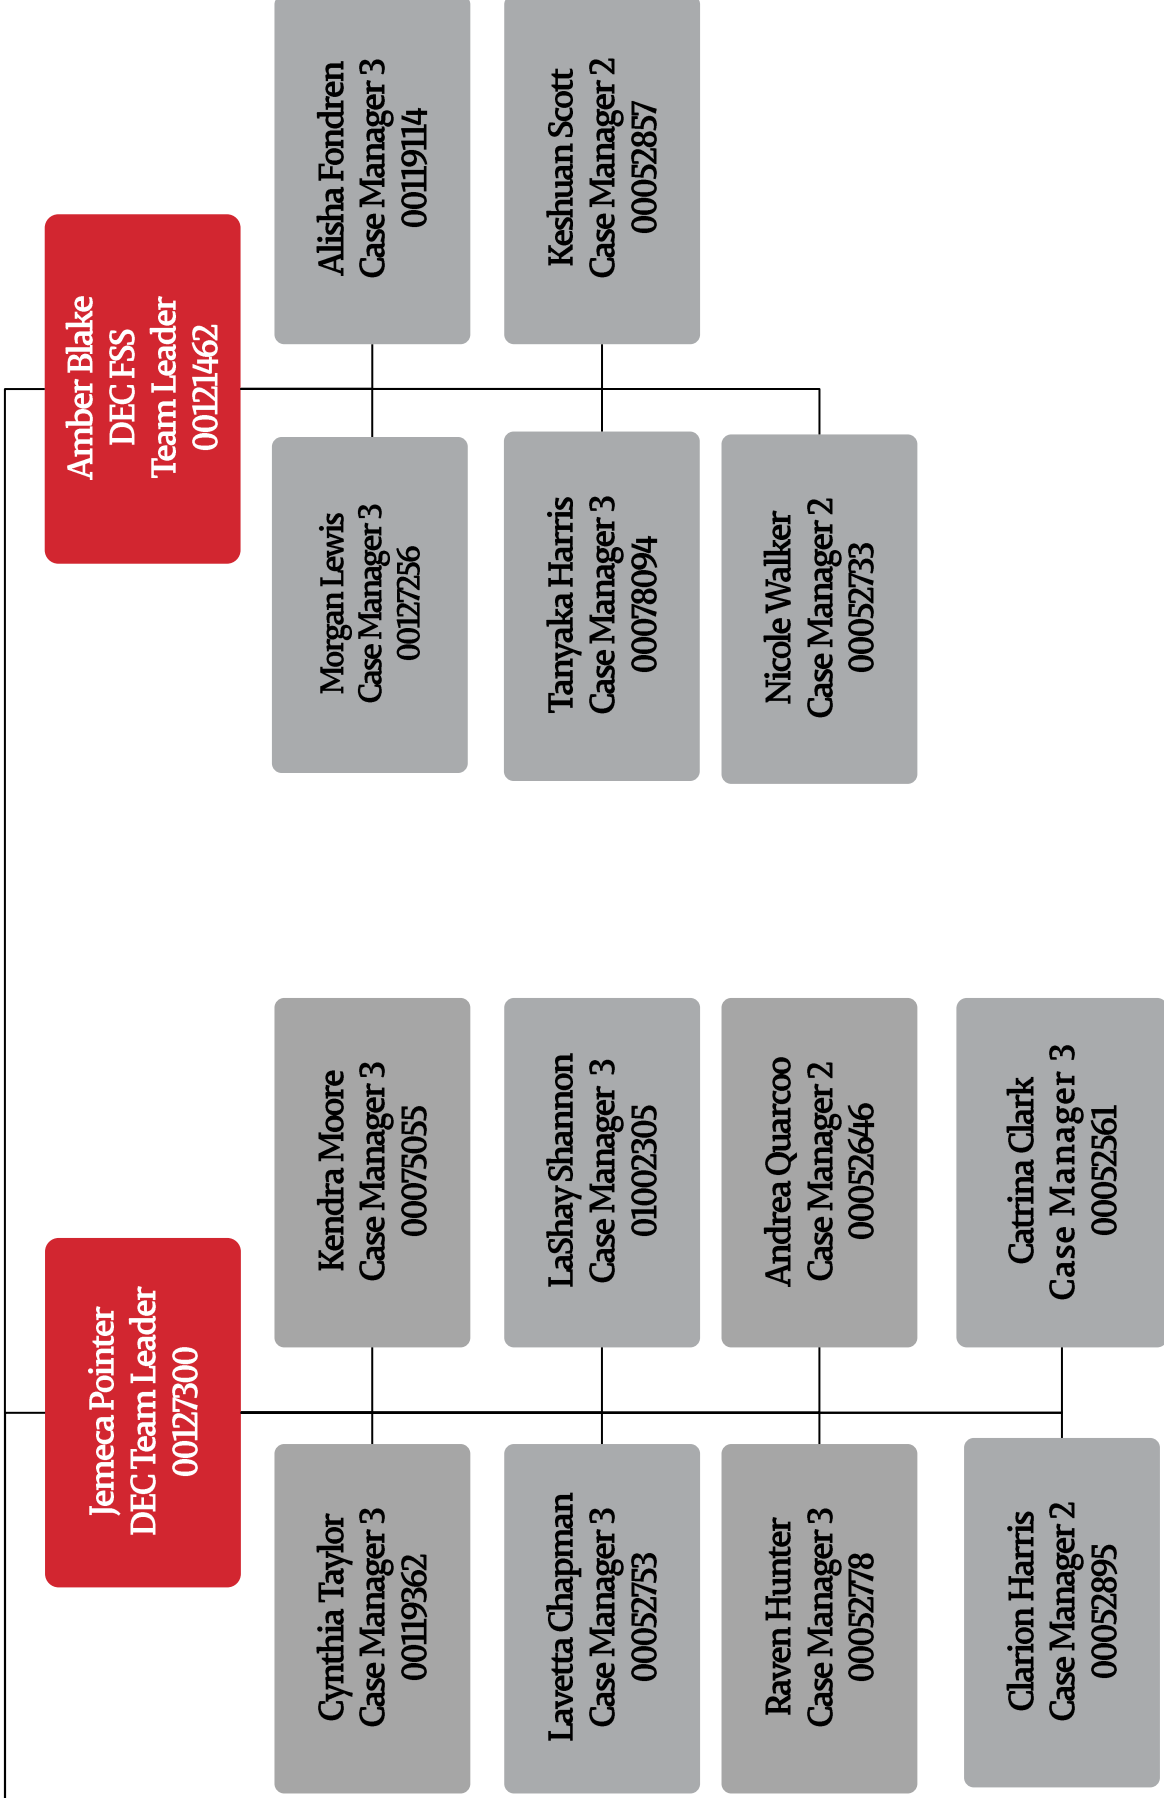 Jemeca Pointer
DEC Team Leader
00127300
Cynthia Taylor
Case Manager 3
00119362
Kendra Moore
Case Manager 3
00075055
Lavetta Chapman
Case Manager 3
00052753
LaShay Shannon
Case Manager 3
01002305
Raven Hunter
Case Manager 3
00052778
Andrea Quarcoo
Case Manager 2
00052646
Clarion Harris
Case Manager 2
00052895
Catrina Clark
Case Manager 3
00052561
Amber Blake
DEC FSS
Team Leader
00121462
Morgan Lewis
Case Manager 3
00127256
Alisha Fondren
Case Manager 3
00119114
Tanyaka Harris
Case Manager 3
00078094
Keshuan Scott
Case Manager 2
00052857
Nicole Walker
Case Manager 2
00052733